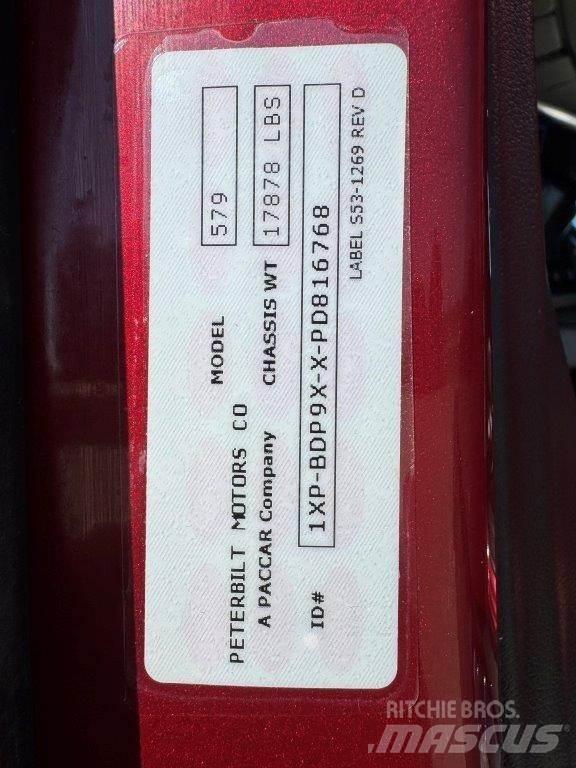 PETERBILT MOTORS CO MODEL 579
A PACCAR Company CHASSIS WT 17878 LBS
ID# 1XP-BDP9X-X-PD816768
LABEL S53-1269 REV D
RITCHIE BROS.
MASCUS